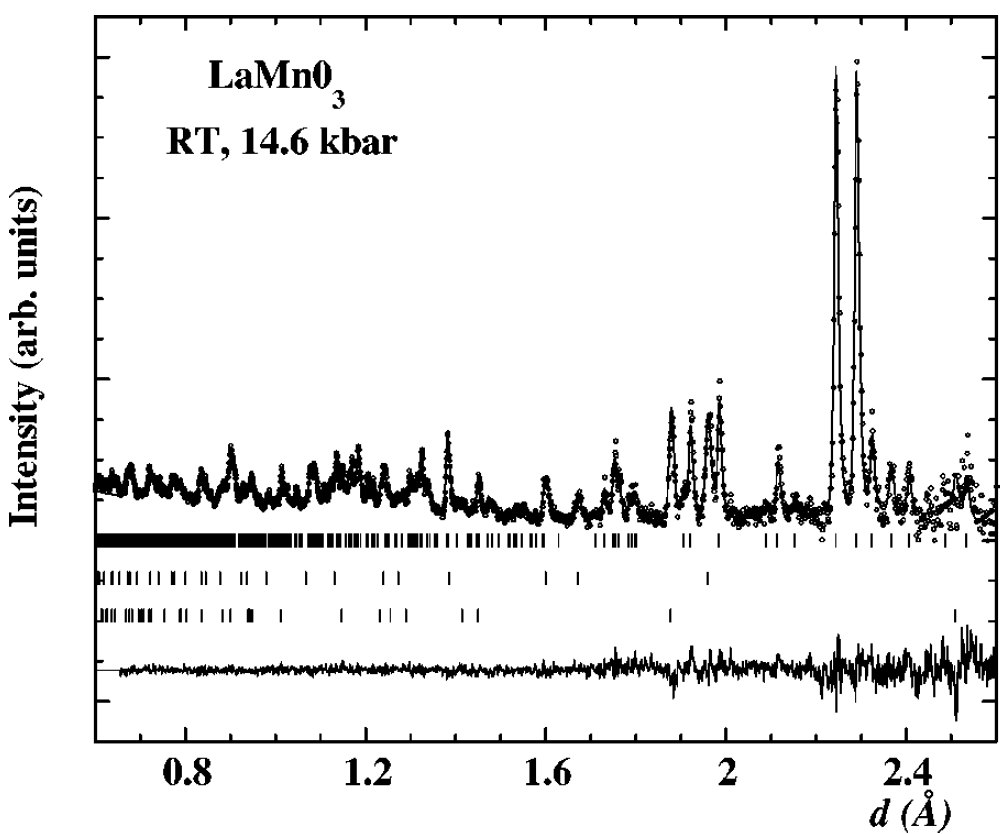 LaMn0₃
RT, 14.6 kbar
Intensity (arb. units)
0.8 1.2 1.6 2 2.4
d (Å)